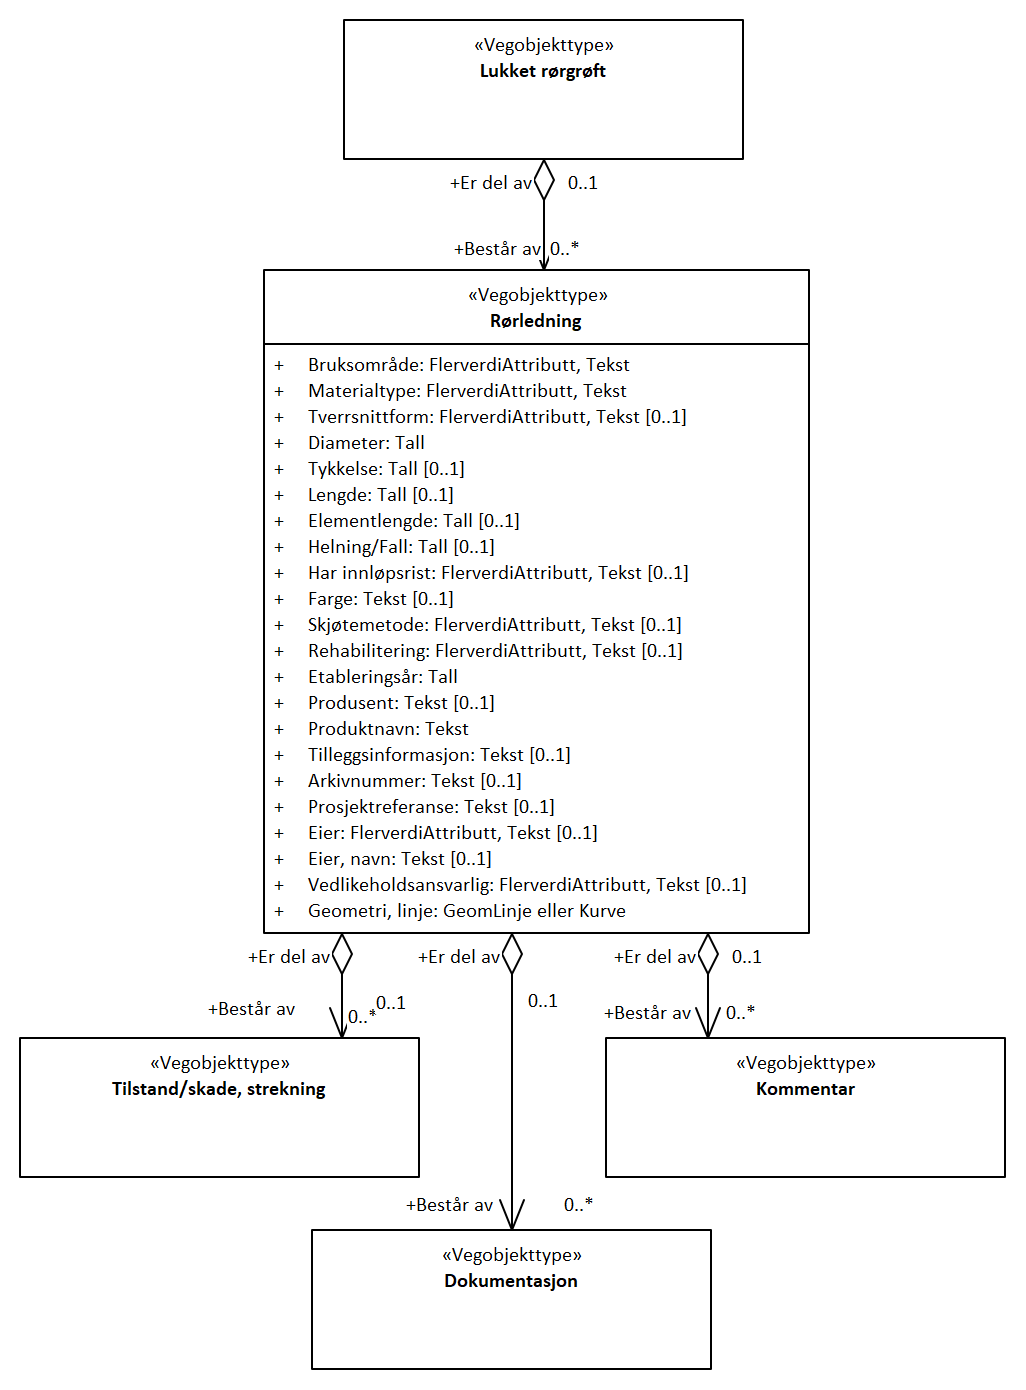 «Vegobjekttype»
Lukket rørgrøft
+Er del av 0..1
+Består av 0..*
«Vegobjekttype»
Rørledning
+ Bruksområde: FlerverdiAttributt, Tekst
+ Materialtype: FlerverdiAttributt, Tekst
+ Tverrsnittform: FlerverdiAttributt, Tekst [0..1]
+ Diameter: Tall
+ Tykkelse: Tall [0..1]
+ Lengde: Tall [0..1]
+ Elementlengde: Tall [0..1]
+ Helning/Fall: Tall [0..1]
+ Har innløpsrist: FlerverdiAttributt, Tekst [0..1]
+ Farge: Tekst [0..1]
+ Skjøtemetode: FlerverdiAttributt, Tekst [0..1]
+ Rehabilitering: FlerverdiAttributt, Tekst [0..1]
+ Etableringsår: Tall
+ Produsent: Tekst [0..1]
+ Produktnavn: Tekst
+ Tilleggsinformasjon: Tekst [0..1]
+ Arkivnummer: Tekst [0..1]
+ Prosjektreferanse: Tekst [0..1]
+ Eier: FlerverdiAttributt, Tekst [0..1]
+ Eier, navn: Tekst [0..1]
+ Vedlikeholdsansvarlig: FlerverdiAttributt, Tekst [0..1]
+ Geometri, linje: GeomLinje eller Kurve
+Er del av +Er del av +Er del av 0..1
0..1 0..1
+Består av 0..* +Består av 0..*
«Vegobjekttype»
Tilstand/skade, strekning
«Vegobjekttype»
Kommentar
+Består av 0..*
«Vegobjekttype»
Dokumentasjon